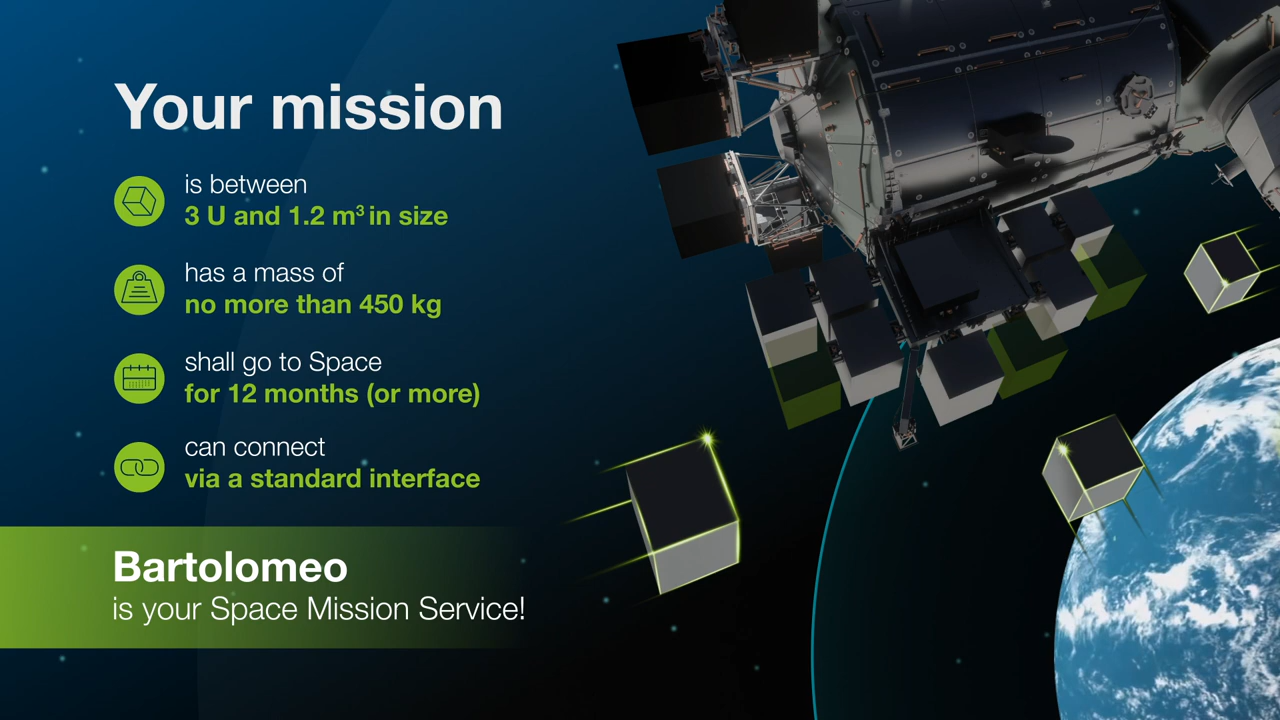 Your mission
is between
3 U and 1.2 m³ in size
has a mass of
no more than 450 kg
shall go to Space
for 12 months (or more)
can connect
via a standard interface
Bartolomeo
is your Space Mission Service!